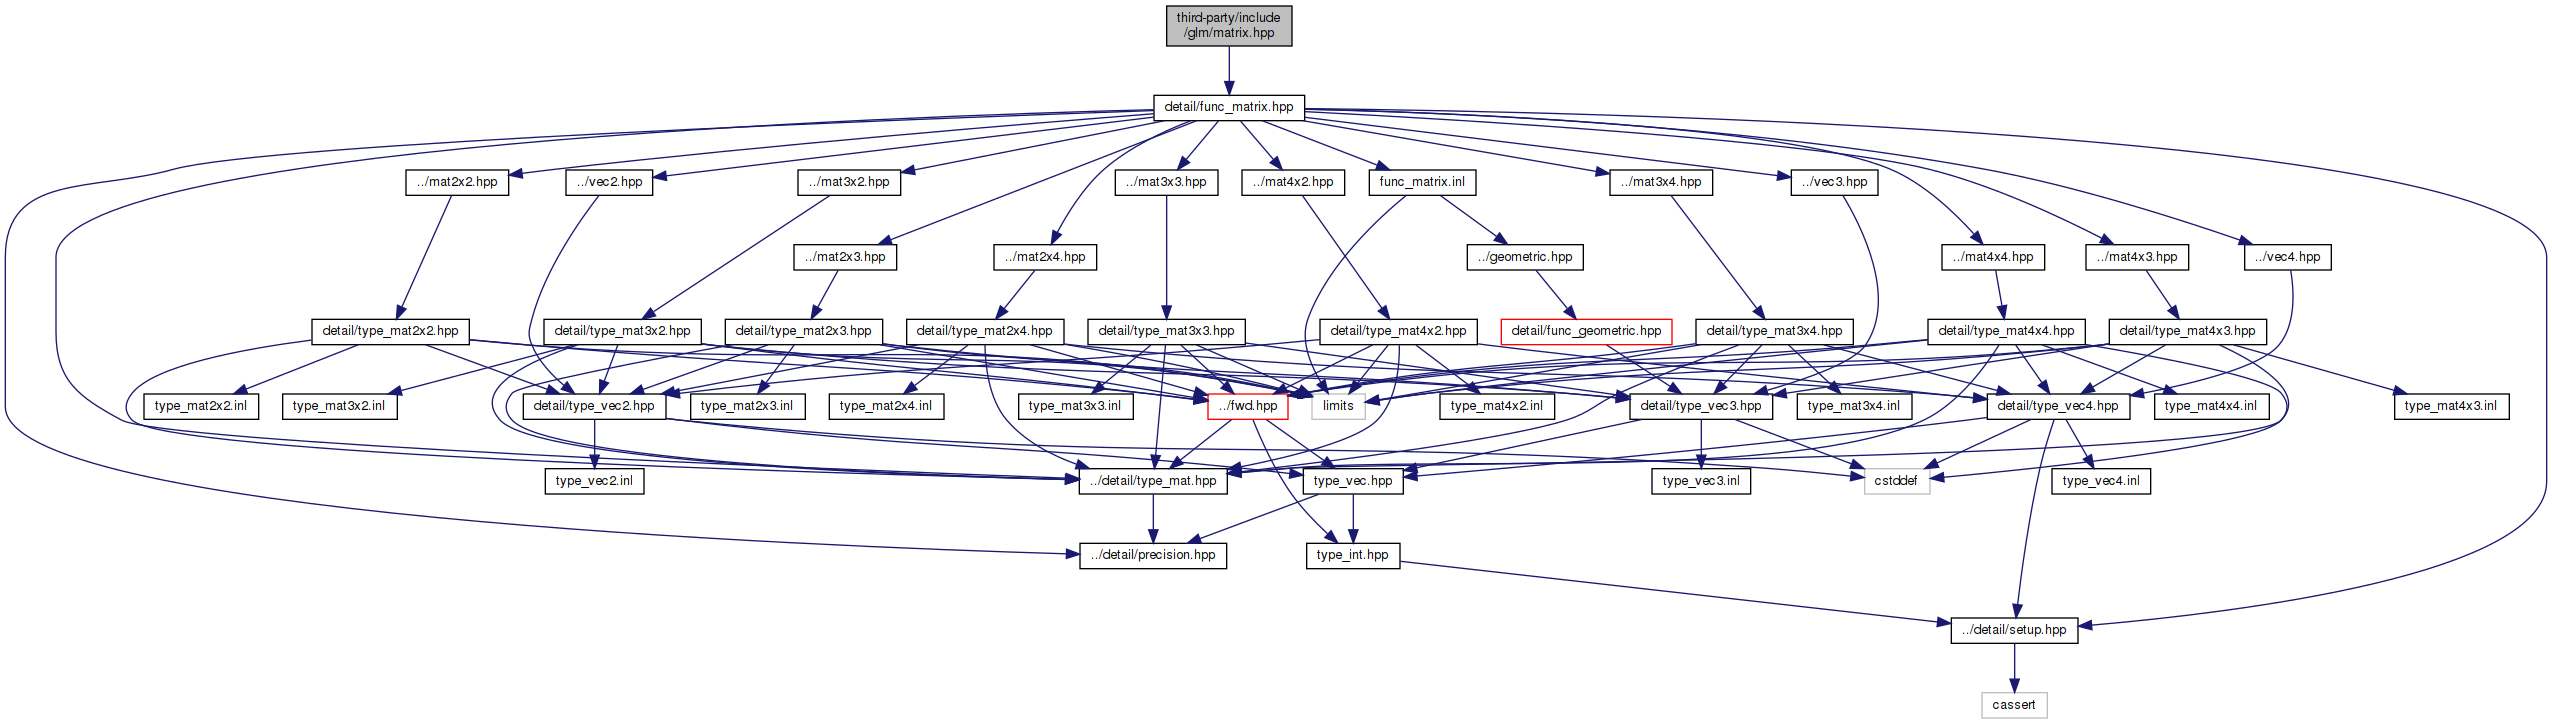 third-party/include
/glm/matrix.hpp
detail/func_matrix.hpp
../mat2x2.hpp
../vec2.hpp
../mat3x2.hpp
../mat3x3.hpp
../mat4x2.hpp
func_matrix.inl
../mat3x4.hpp
../vec3.hpp
../mat2x3.hpp
../mat2x4.hpp
../geometric.hpp
../mat4x4.hpp
../mat4x3.hpp
../vec4.hpp
detail/type_mat2x2.hpp
detail/type_mat3x2.hpp
detail/type_mat2x3.hpp
detail/type_mat2x4.hpp
detail/type_mat3x3.hpp
detail/type_mat4x2.hpp
detail/func_geometric.hpp
detail/type_mat3x4.hpp
detail/type_mat4x4.hpp
detail/type_mat4x3.hpp
type_mat2x2.inl
type_mat3x2.inl
detail/type_vec2.hpp
type_mat2x3.inl
type_mat2x4.inl
type_mat3x3.inl
../fwd.hpp
limits
type_mat4x2.inl
detail/type_vec3.hpp
type_mat3x4.inl
detail/type_vec4.hpp
type_mat4x4.inl
type_mat4x3.inl
type_vec2.inl
../detail/type_mat.hpp
type_vec.hpp
type_vec3.inl
cstddef
type_vec4.inl
../detail/precision.hpp
type_int.hpp
../detail/setup.hpp
cassert